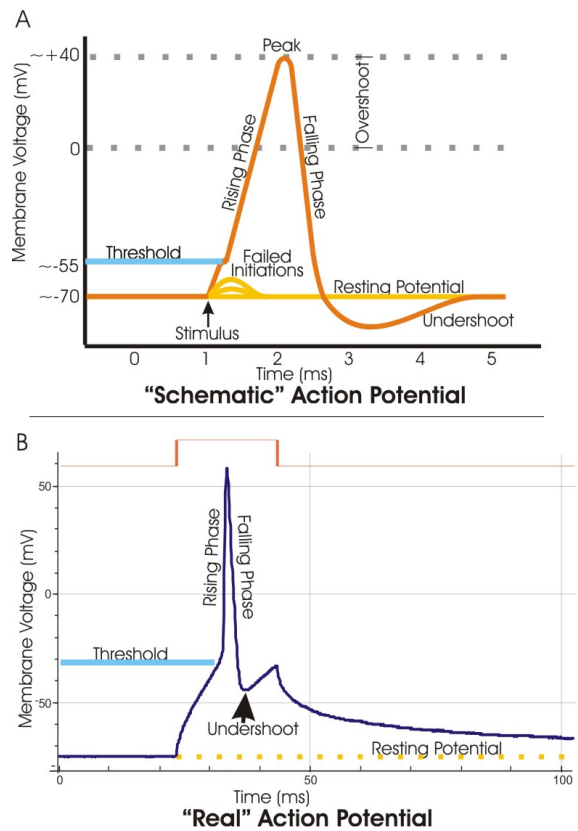 A
Peak
~+40
Overshoot
Membrane Voltage (mV)
0
Rising Phase
Falling Phase
Threshold
Failed
Initiations
~-55
Resting Potential
~-70
Undershoot
Stimulus
0 1 2 3 4 5
Time (ms)
“Schematic” Action Potential
B
50
Rising Phase
Falling Phase
Membrane Voltage (mV)
0
Threshold
-50
Undershoot
Resting Potential
0 50 100
Time (ms)
“Real” Action Potential